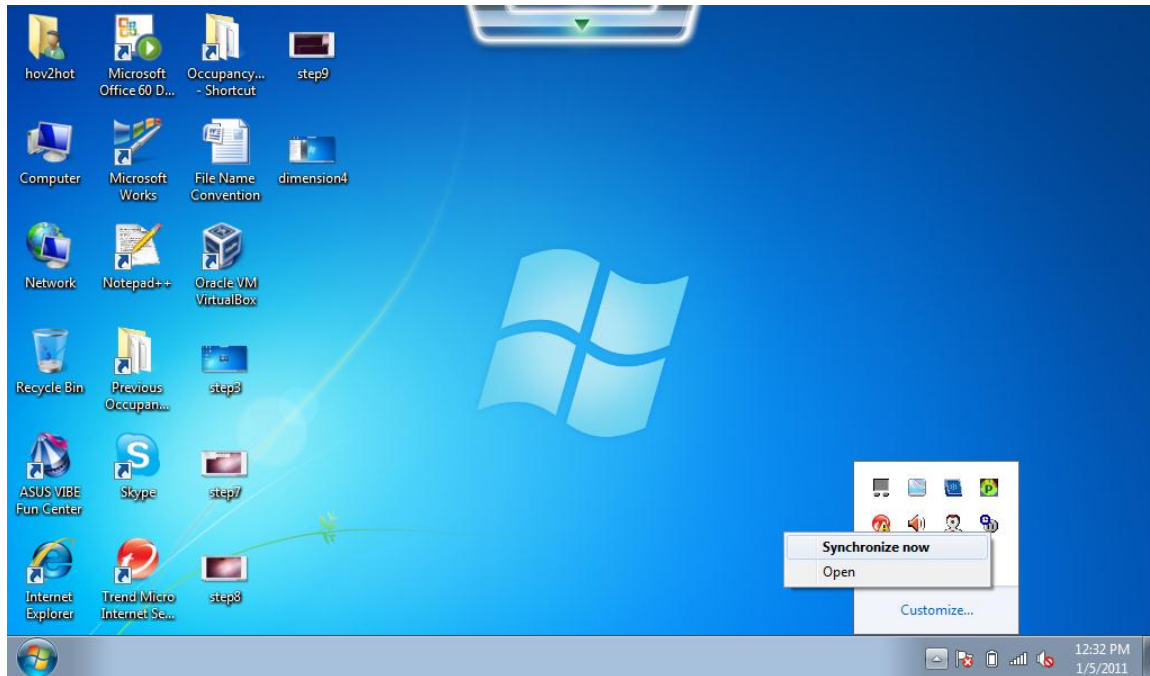 hov2hot
Microsoft
Office 60 D...
Occupancy...
- Shortcut
step9
Computer
Microsoft
Works
File Name
Convention
dimension4
Network
Notepad++
Oracle VM
VirtualBox
Recycle Bin
Previous
Occupan...
step3
ASUS VIBE
Fun Center
Skype
step7
Internet
Explorer
Trend Micro
Internet Se...
step8
Synchronize now
Open
Customize...
12:32 PM
1/5/2011